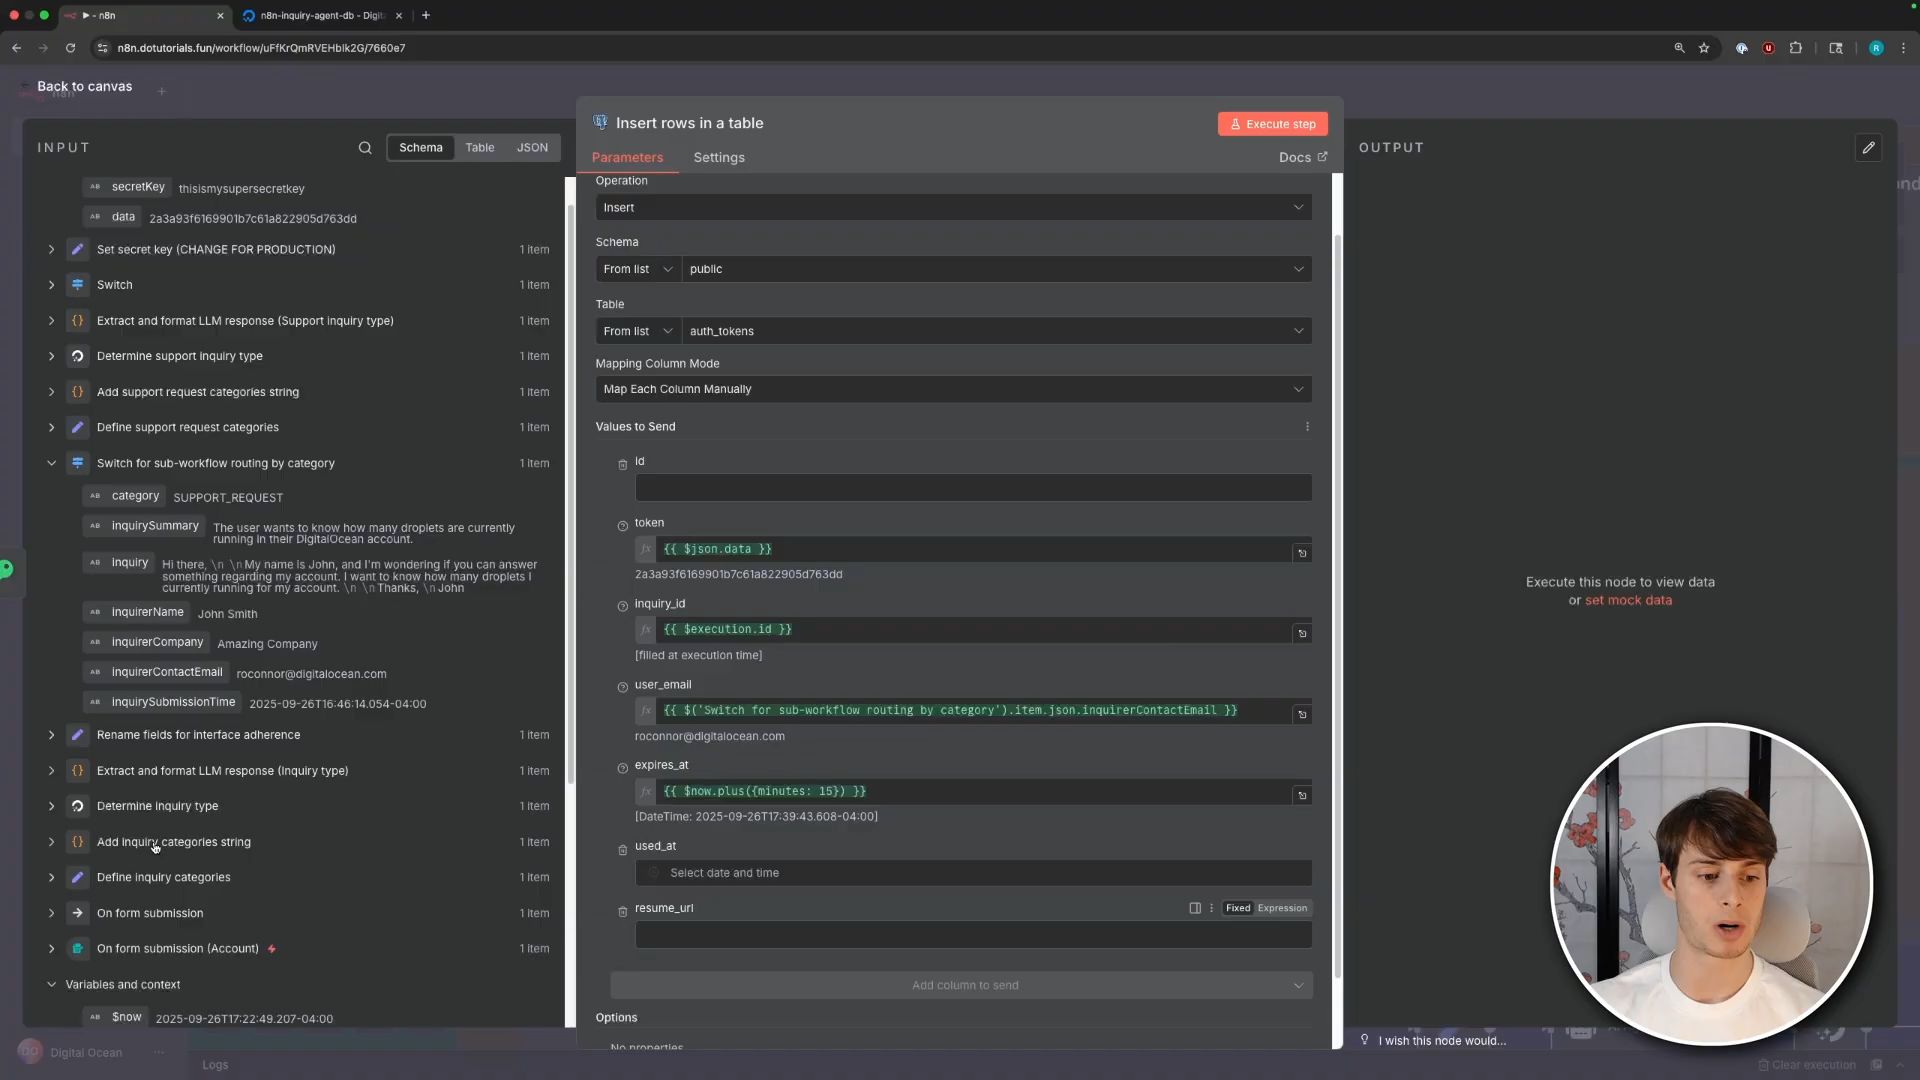 - n8n
n8n-inquiry-agent-db - Digita
n8n.dotutorials.fun/workflow/uFfKrQmRVEHbIk2G/7660e7
R
Back to canvas
INPUT
Schema
Table
JSON
secretKey thisismysupersecretkey
data 2a3a93f6169901b7c61a822905d763dd
Set secret key (CHANGE FOR PRODUCTION) 1 item
Switch 1 item
Extract and format LLM response (Support inquiry type) 1 item
Determine support inquiry type 1 item
Add support request categories string 1 item
Define support request categories 1 item
Switch for sub-workflow routing by category 1 item
category SUPPORT_REQUEST
inquirySummary The user wants to know how many droplets are currently
running in their DigitalOcean account.
inquiry Hi there, \n \n My name is John, and I'm wondering if you can answer
something regarding my account. I want to know how many droplets I
currently running for my account. \n \n Thanks, \n John
inquirerName John Smith
inquirerCompany Amazing Company
inquirerContactEmail roconnor@digitalocean.com
inquirySubmissionTime 2025-09-26T16:46:14.054-04:00
Rename fields for interface adherence 1 item
Extract and format LLM response (Inquiry type) 1 item
Determine inquiry type 1 item
Add inquiry categories string 1 item
Define inquiry categories 1 item
On form submission 1 item
On form submission (Account) 1 item
Variables and context
$now 2025-09-26T17:22:49.207-04:00
Digital Ocean
Logs
Insert rows in a table
Execute step
Parameters
Settings
Docs
Operation
Insert
Schema
From list
public
Table
From list
auth_tokens
Mapping Column Mode
Map Each Column Manually
Values to Send
id
token
fx {{ $json.data }}
2a3a93f6169901b7c61a822905d763dd
inquiry_id
fx {{ $execution.id }}
[filled at execution time]
user_email
fx {{ $('Switch for sub-workflow routing by category').item.json.inquirerContactEmail }}
roconnor@digitalocean.com
expires_at
fx {{ $now.plus({minutes: 15}) }}
[DateTime: 2025-09-26T17:39:43.608-04:00]
used_at
Select date and time
resume_url
Fixed
Expression
Add column to send
Options
No properties
OUTPUT
Execute this node to view data
or set mock data
I wish this node would...
Clear execution